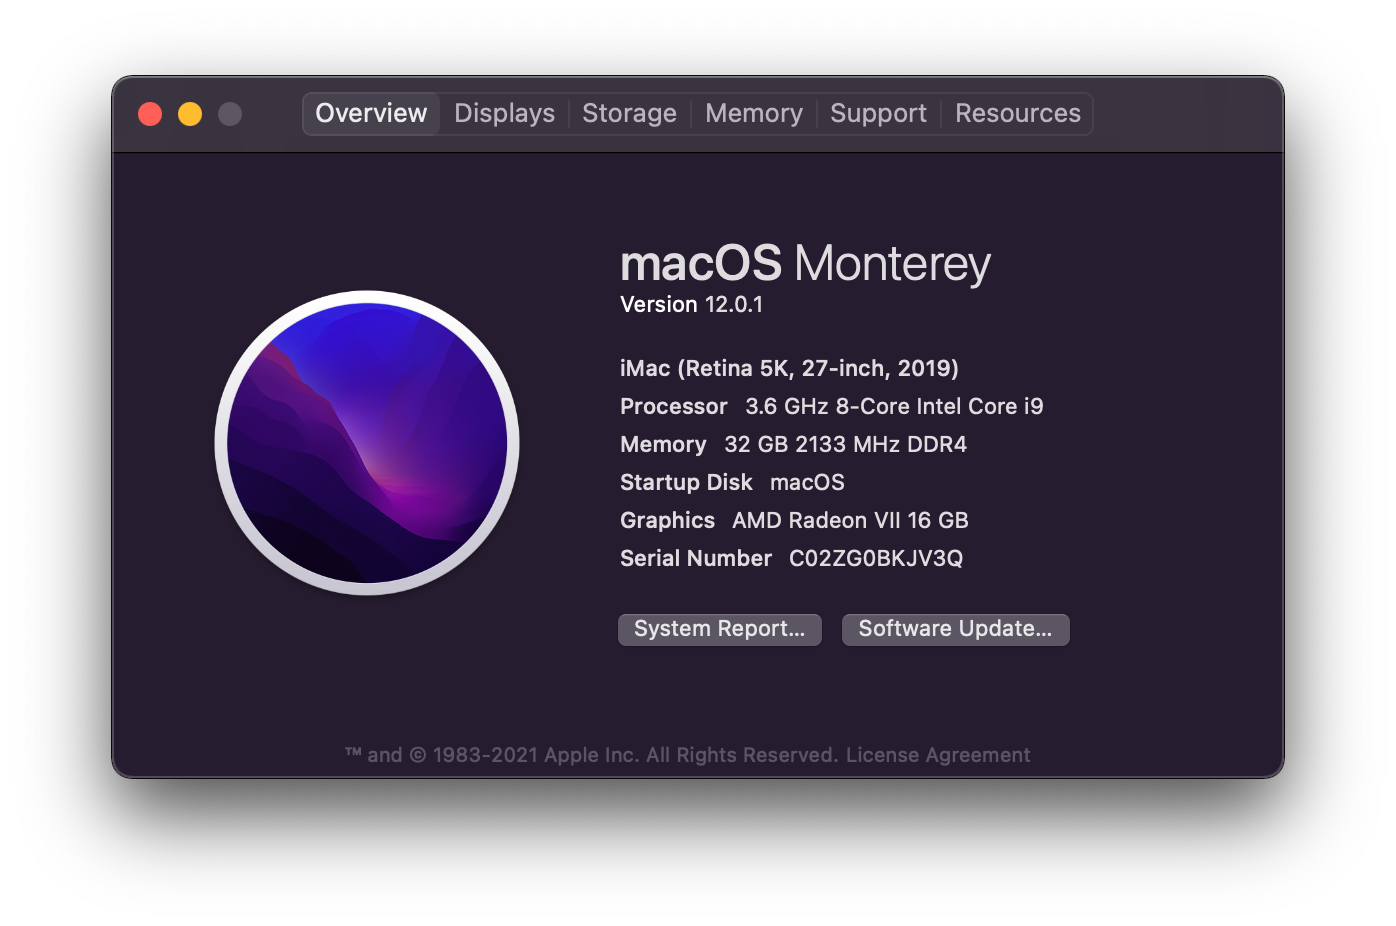 Overview Displays Storage Memory Support Resources
macOS Monterey
Version 12.0.1
iMac (Retina 5K, 27-inch, 2019)
Processor 3.6 GHz 8-Core Intel Core i9
Memory 32 GB 2133 MHz DDR4
Startup Disk macOS
Graphics AMD Radeon VII 16 GB
Serial Number C02ZG0BKJV3Q
System Report... Software Update...
™ and © 1983-2021 Apple Inc. All Rights Reserved. License Agreement